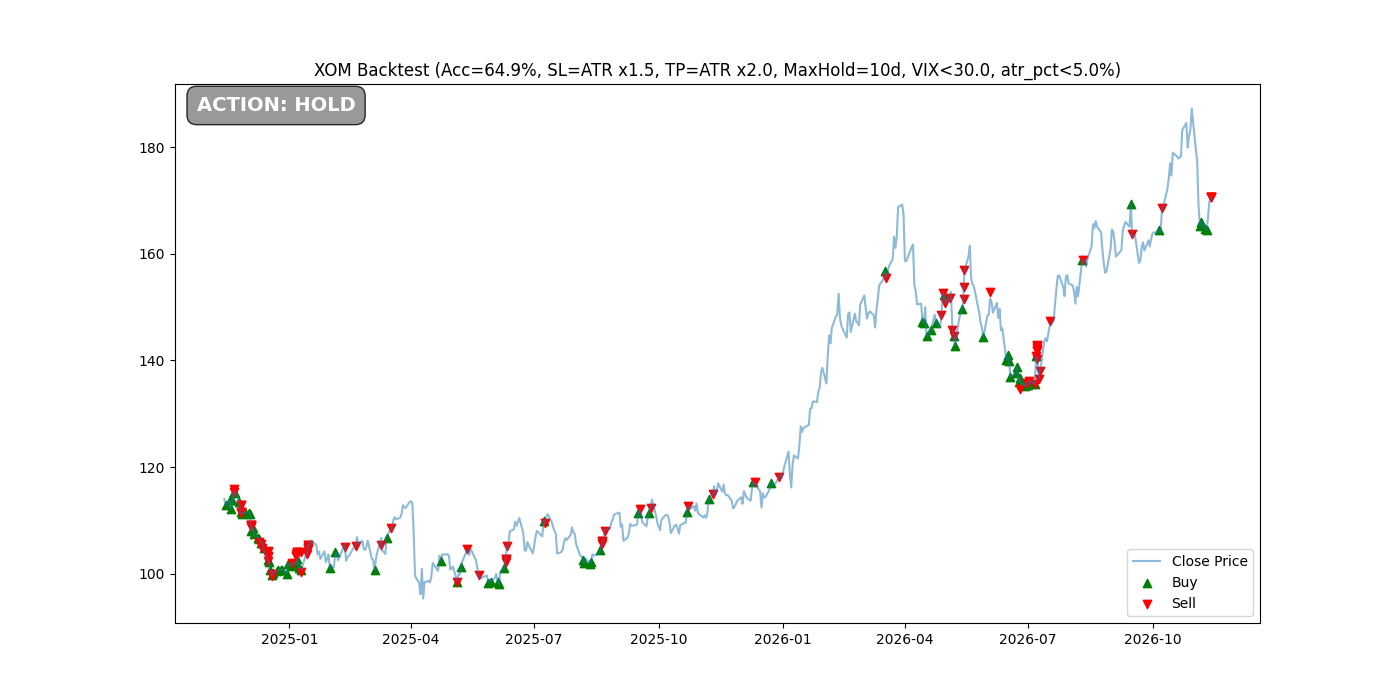 XOM Backtest (Acc=64.9%, SL=ATR x1.5, TP=ATR x2.0, MaxHold=10d, VIX<30.0, atr_pct<5.0%)
ACTION: HOLD
180
160
140
120
100
2025-01
2025-04
2025-07
2025-10
2026-01
2026-04
2026-07
2026-10
Close Price
Buy
Sell